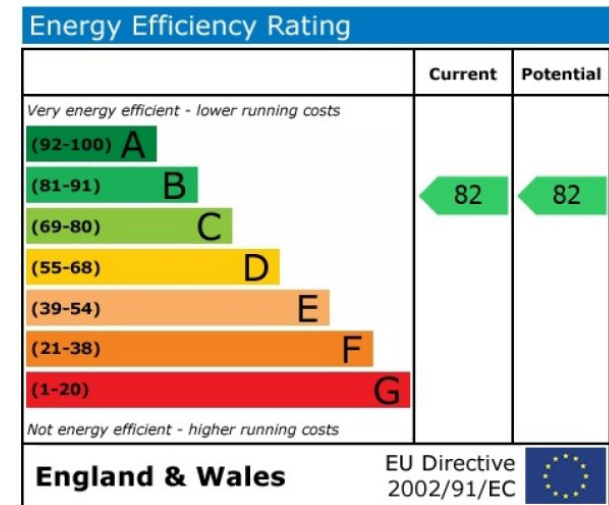 Energy Efficiency Rating
Current Potential
Very energy efficient - lower running costs
(92-100) A
(81-91) B
82 82
(69-80) C
(55-68) D
(39-54) E
(21-38) F
(1-20) G
Not energy efficient - higher running costs
England & Wales
EU Directive
2002/91/EC